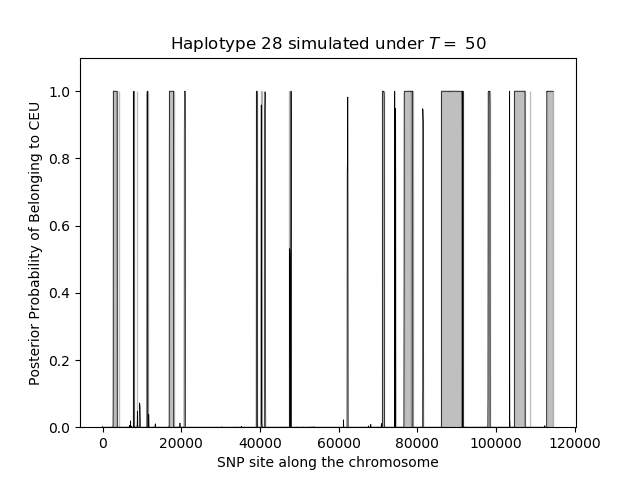 Haplotype 28 simulated under T = 50
Posterior Probability of Belonging to CEU
1.0
0.8
0.6
0.4
0.2
0.0
0 20000 40000 60000 80000 100000 120000
SNP site along the chromosome